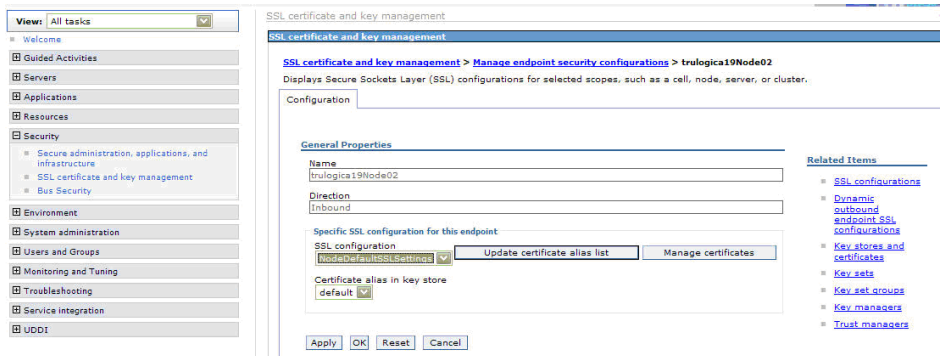 View: All tasks
Welcome
Guided Activities
Servers
Applications
Resources
Security
Secure administration, applications, and
infrastructure
SSL certificate and key management
Bus Security
Environment
System administration
Users and Groups
Monitoring and Tuning
Troubleshooting
Service integration
UDDI
SSL certificate and key management
SSL certificate and key management
SSL certificate and key management > Manage endpoint security configurations > trulogica19Node02
Displays Secure Sockets Layer (SSL) configurations for selected scopes, such as a cell, node, server, or cluster.
Configuration
General Properties
Name
trulogica19Node02
Direction
Inbound
Specific SSL configuration for this endpoint
SSL configuration
NodeDefaultSSLSettings
Update certificate alias list
Manage certificates
Certificate alias in key store
default
Apply OK Reset Cancel
Related Items
SSL configurations
Dynamic
outbound
endpoint SSL
configurations
Key stores and
certificates
Key sets
Key set groups
Key managers
Trust managers